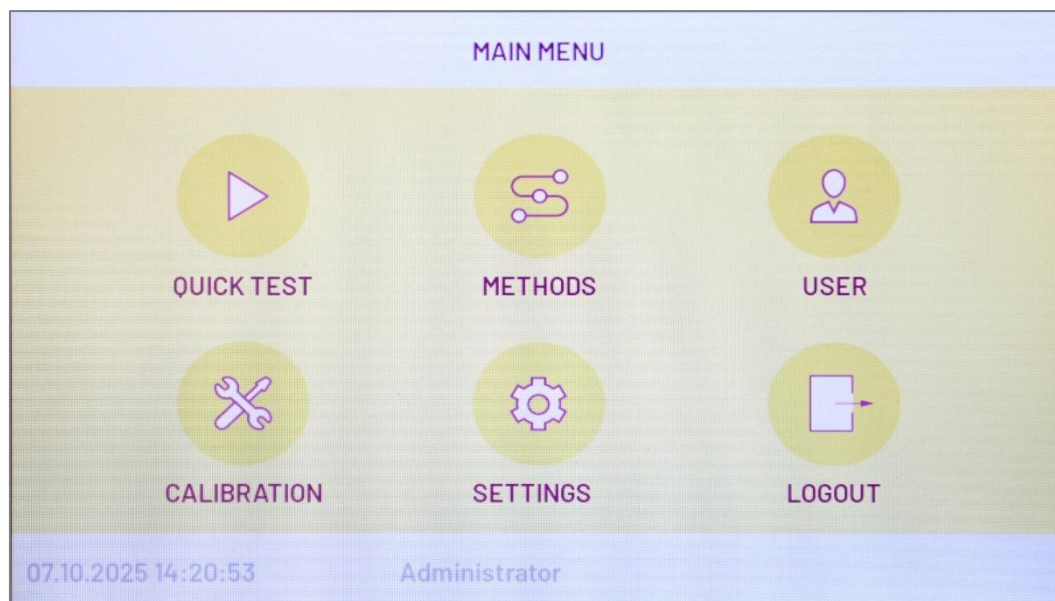 MAIN MENU
QUICK TEST
METHODS
USER
CALIBRATION
SETTINGS
LOGOUT
07.10.2025 14:20:53
Administrator